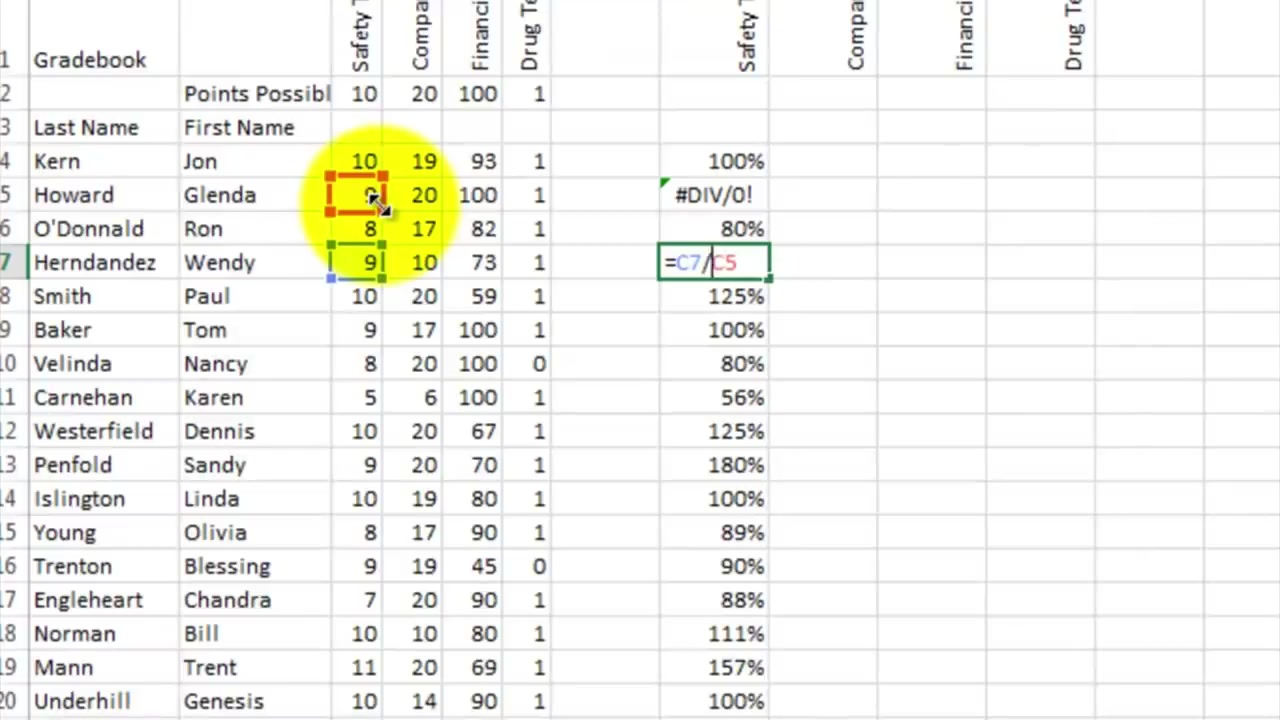 1 Gradebook Safety T Compa Financi Drug Te Safety T Compa Financi Drug Te
2 Points Possibl 10 20 100 1
3 Last Name First Name
4 Kern Jon 10 19 93 1 100%
5 Howard Glenda 9 20 100 1 #DIV/0!
6 O'Donnald Ron 8 17 82 1 80%
7 Herndandez Wendy 9 10 73 1 =C7/C5
8 Smith Paul 10 20 59 1 125%
9 Baker Tom 9 17 100 1 100%
10 Velinda Nancy 8 20 100 0 80%
11 Carnehan Karen 5 6 100 1 56%
12 Westerfield Dennis 10 20 67 1 125%
13 Penfold Sandy 9 20 70 1 180%
14 Islington Linda 10 19 80 1 100%
15 Young Olivia 8 17 90 1 89%
16 Trenton Blessing 9 19 45 0 90%
17 Engleheart Chandra 7 20 90 1 88%
18 Norman Bill 10 10 80 1 111%
19 Mann Trent 11 20 69 1 157%
20 Underhill Genesis 10 14 90 1 100%